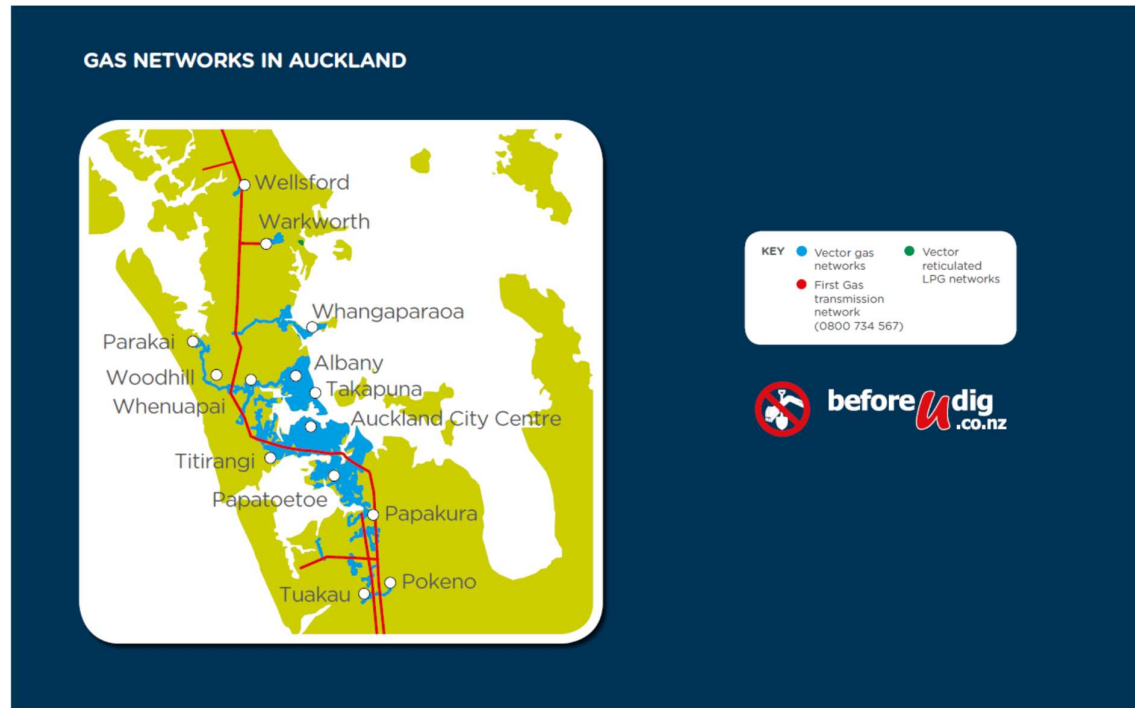 GAS NETWORKS IN AUCKLAND
Wellsford
Warkworth
Whangaparaoa
Parakai
Albany
Woodhill
Takapuna
Whenuapai
Auckland City Centre
Titirangi
Papatoetoe
Papakura
Pokeno
Tuakau
KEY
Vector gas
networks
First Gas
transmission
network
(0800 734 567)
Vector
reticulated
LPG networks
beforeUdig
.co.nz